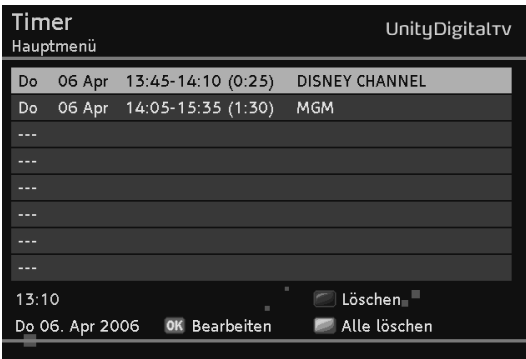 Timer
UnityDigitalTV
Hauptmenü
Do 06 Apr 13:45-14:10 (0:25) DISNEY CHANNEL
Do 06 Apr 14:05-15:35 (1:30) MGM
---
---
---
---
---
---
13:10 Löschen
Do 06. Apr 2006 OK Bearbeiten Alle löschen